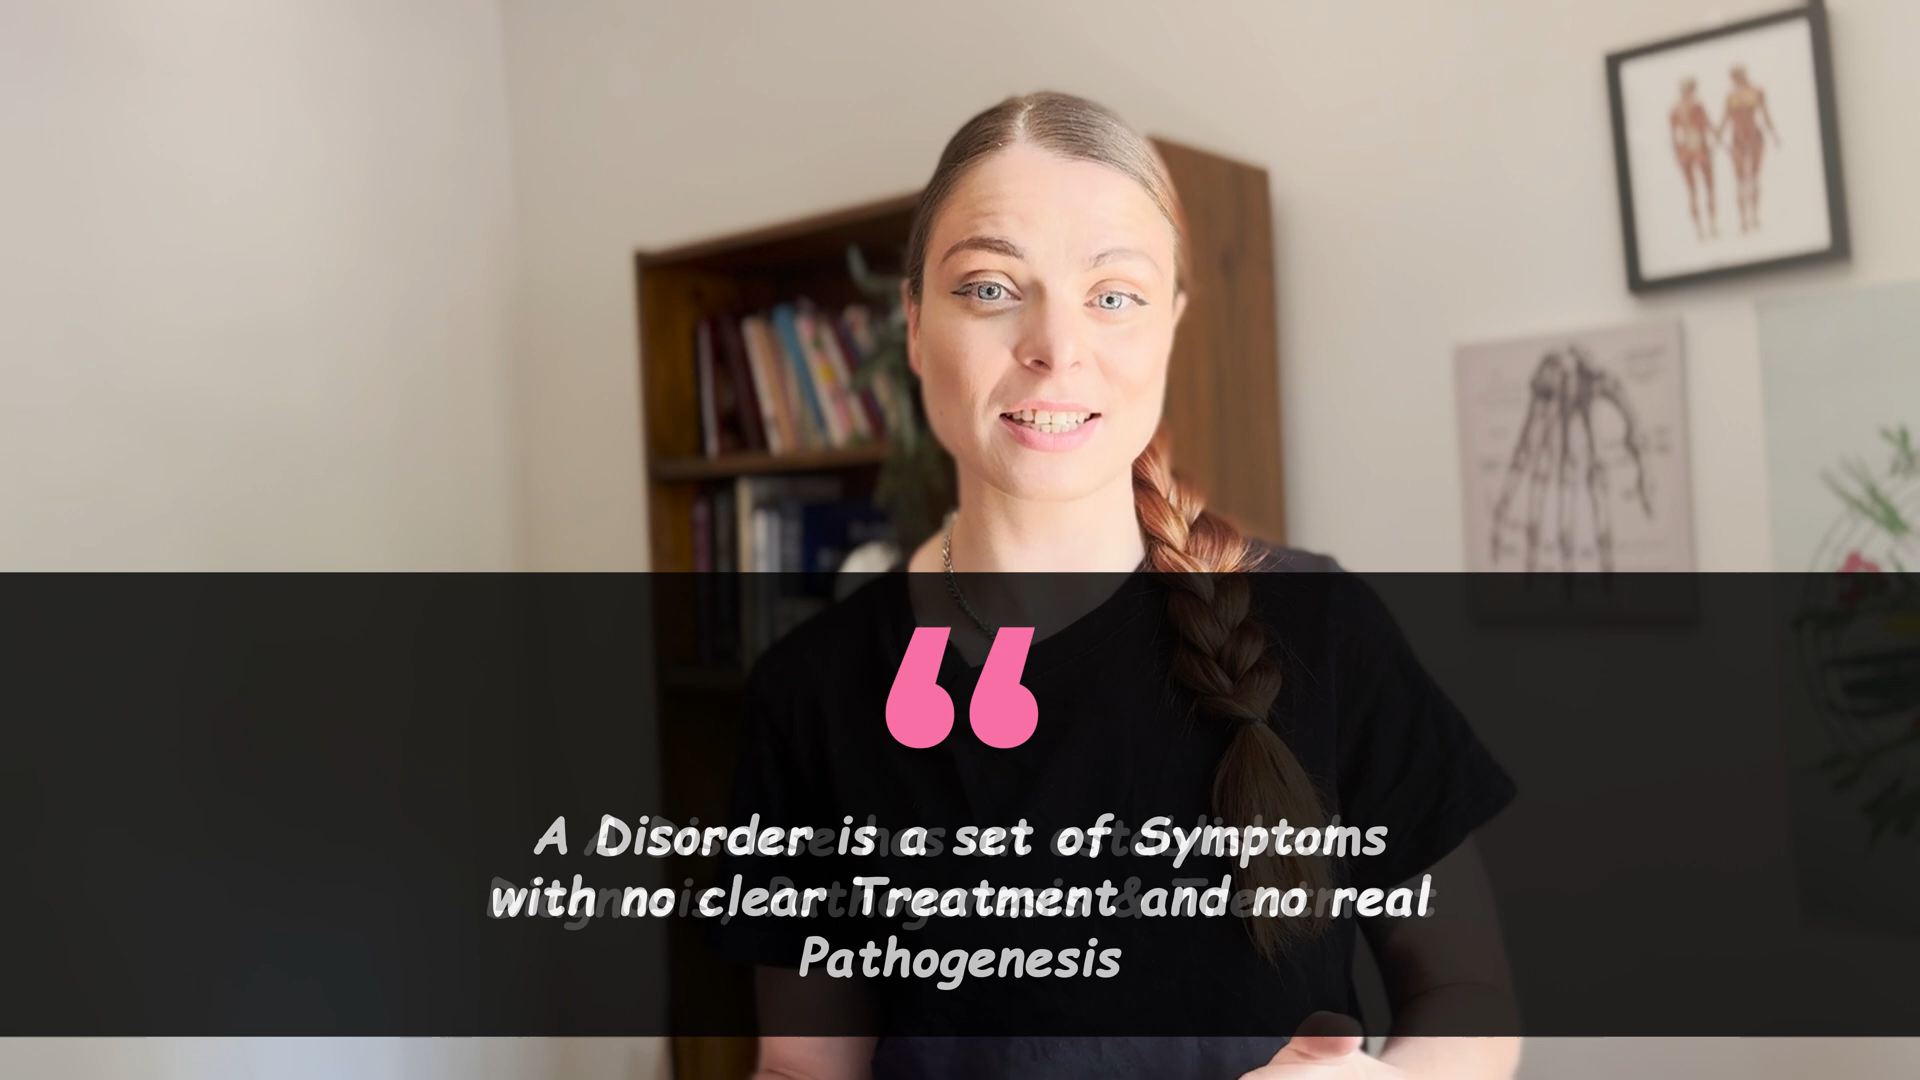 “
A Disorder is a set of Symptoms
with no clear Treatment and no real
Pathogenesis